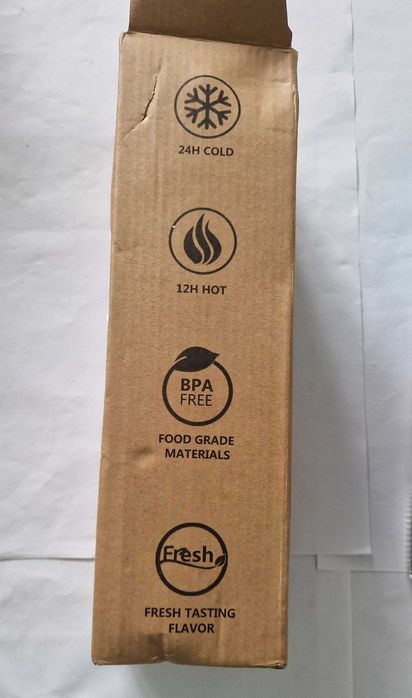 24H COLD
12H HOT
BPA
FREE
FOOD GRADE
MATERIALS
Fresh
FRESH TASTING
FLAVOR